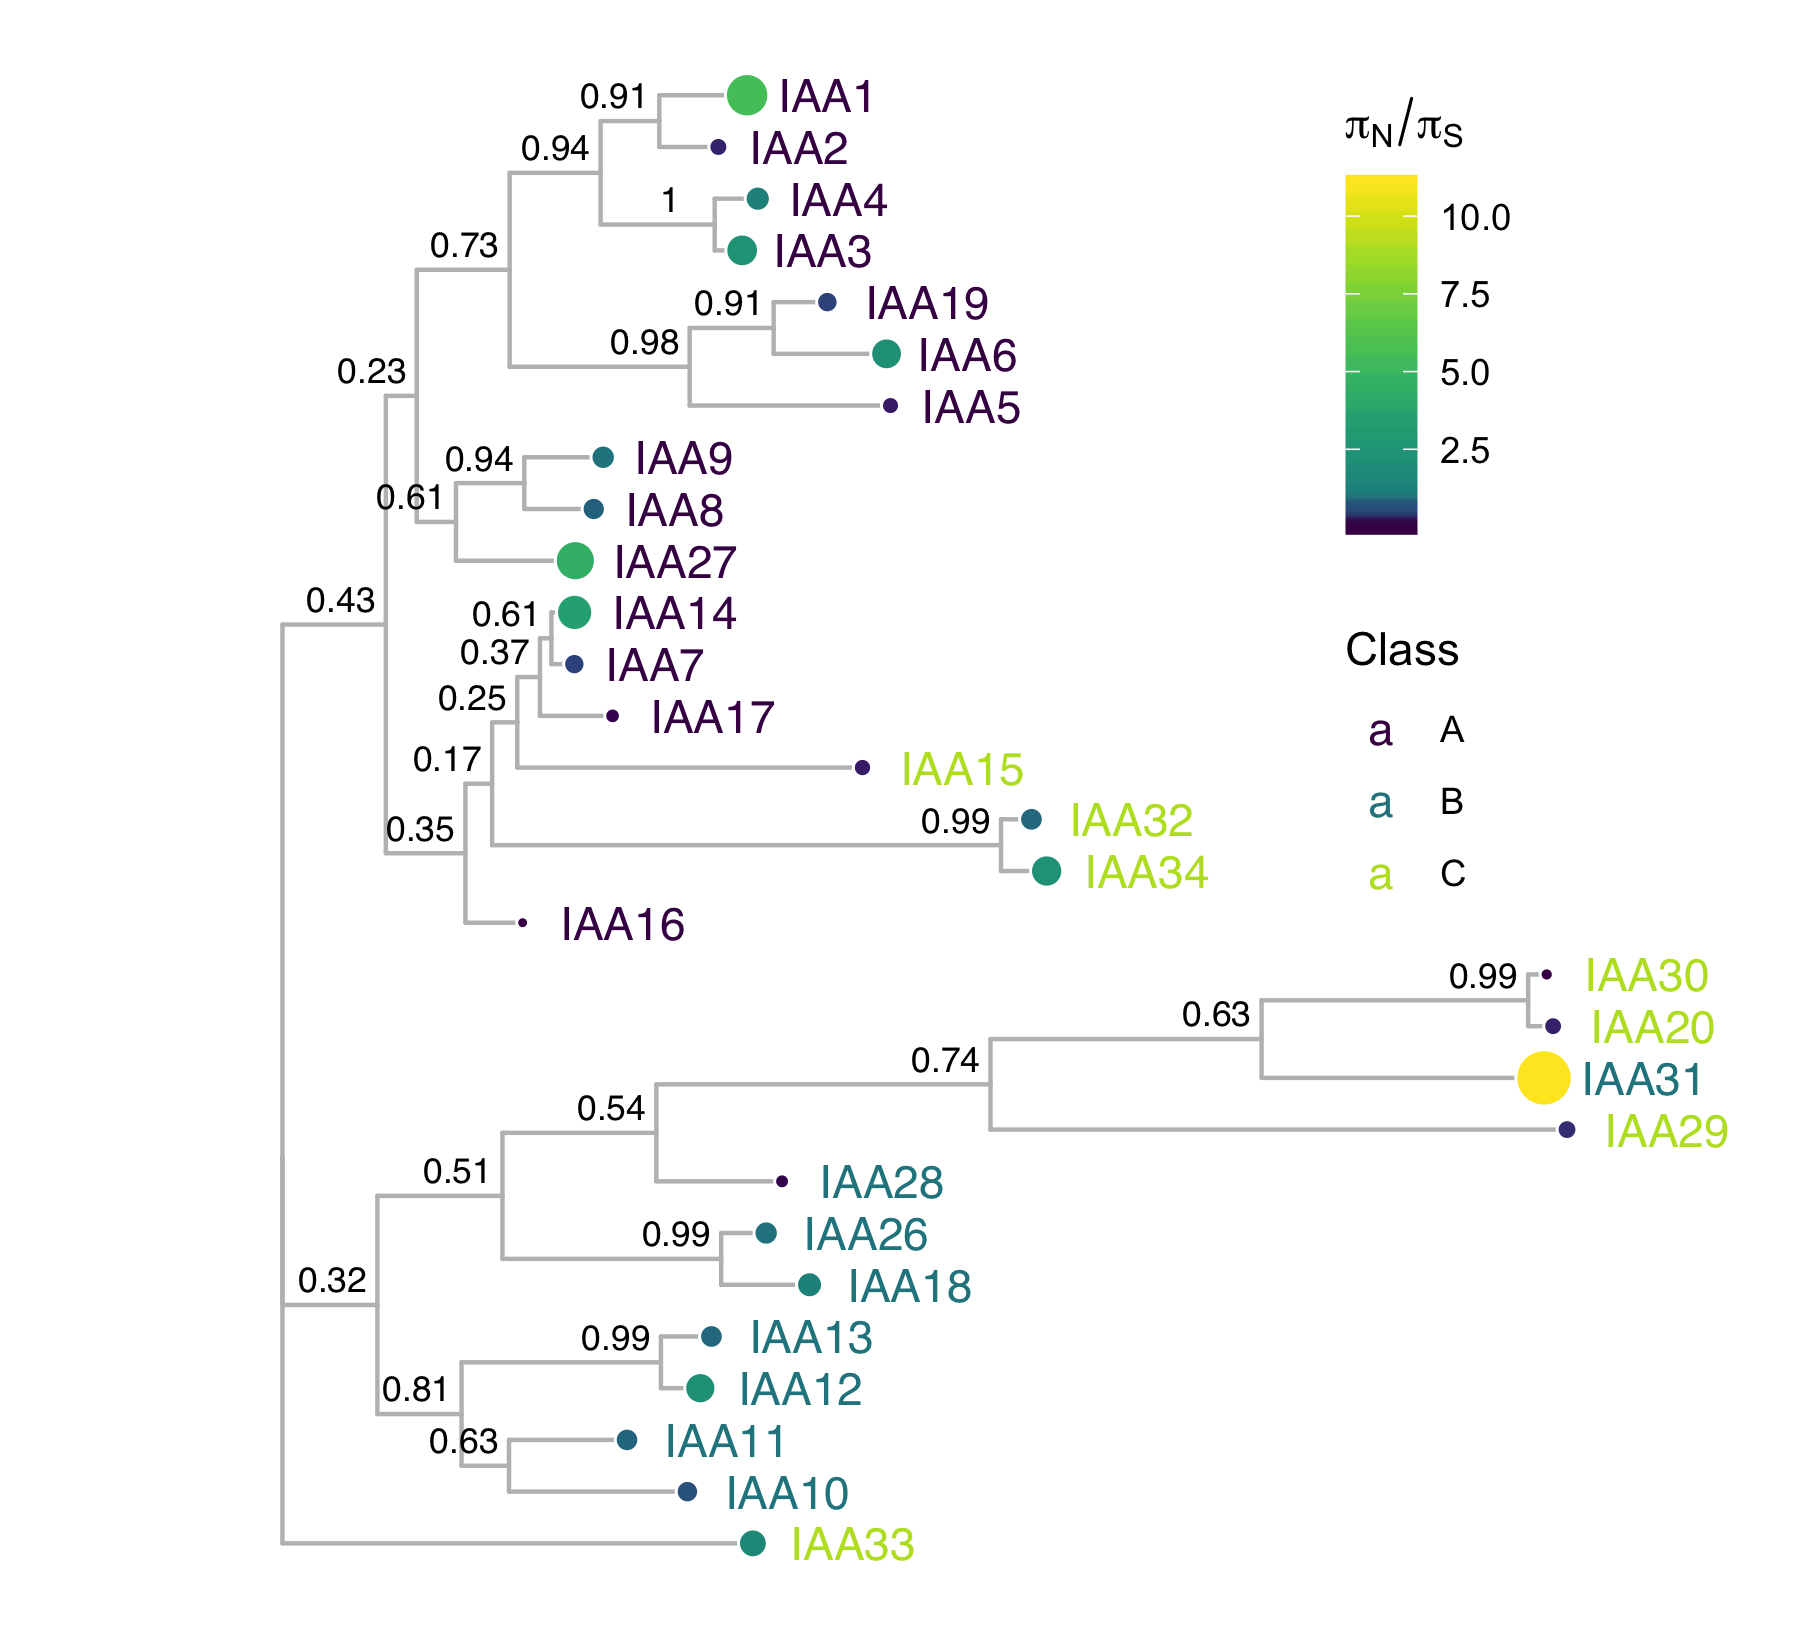 0.91
IAA1
0.94
IAA2
1
IAA4
0.73
IAA3
0.91
IAA19
0.98
IAA6
0.23
IAA5
0.94
IAA9
0.61
IAA8
IAA27
0.43
0.61
IAA14
0.37
IAA7
0.25
IAA17
0.17
IAA15
0.35
0.99
IAA32
IAA34
IAA16
0.99
IAA30
0.63
IAA20
0.74
IAA31
0.54
IAA29
0.51
IAA28
0.99
IAA26
0.32
IAA18
0.99
IAA13
0.81
IAA12
0.63
IAA11
IAA10
IAA33
πN/πS
10.0
7.5
5.0
2.5
Class
a A
a B
a C